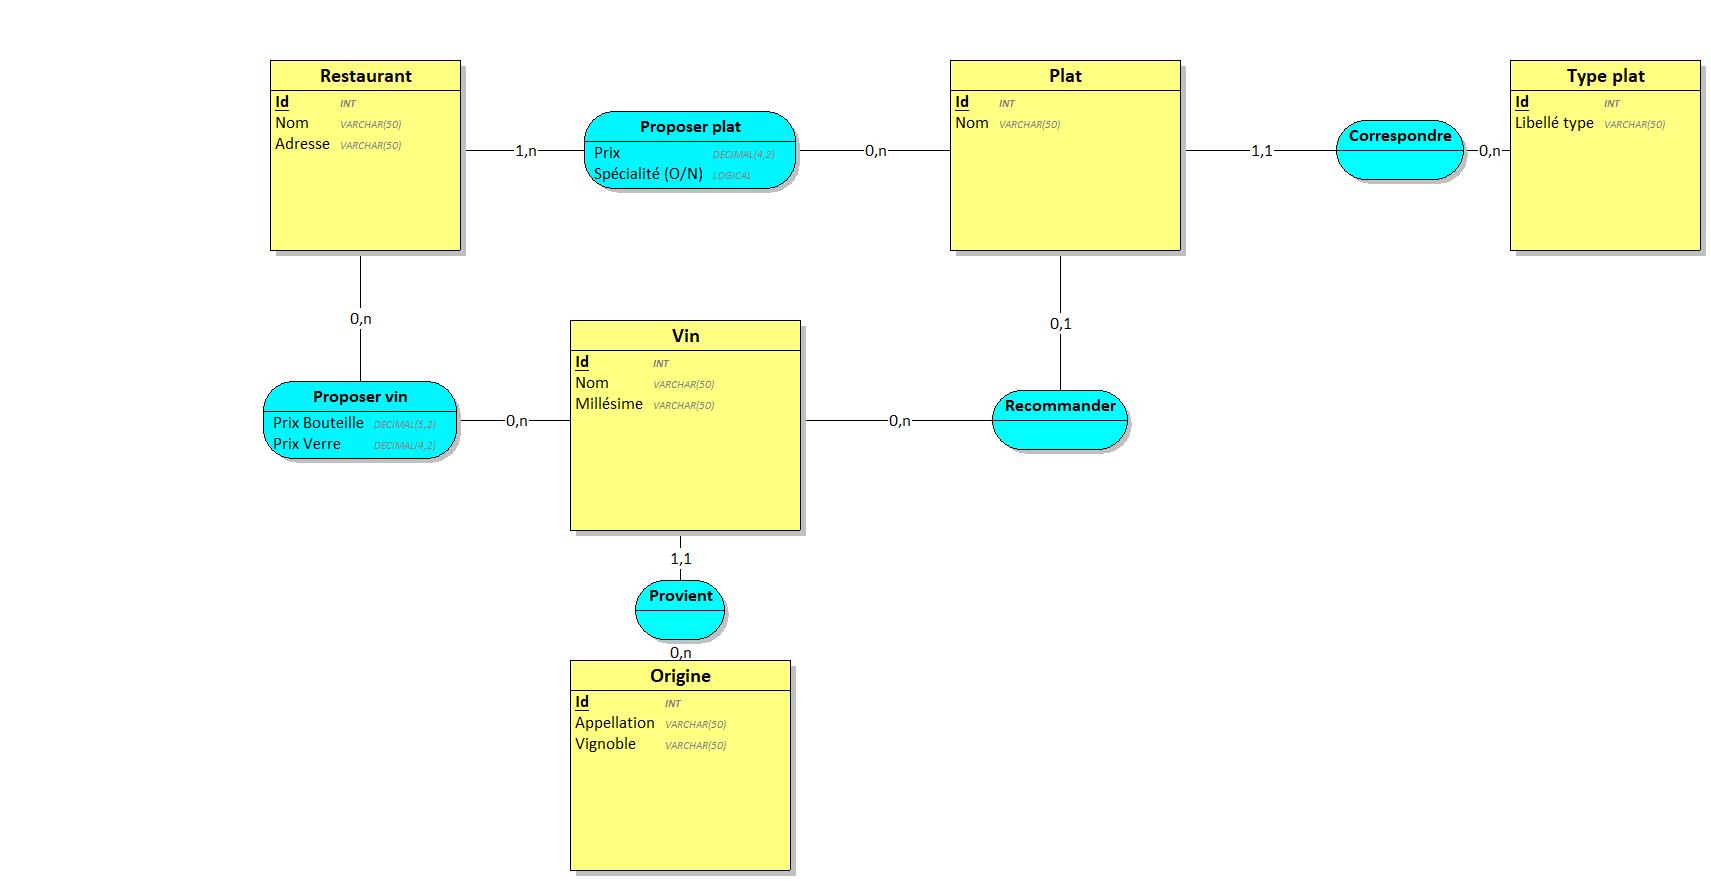 Restaurant
Id INT
Nom VARCHAR(50)
Adresse VARCHAR(50)
1,n
Proposer plat
Prix DECIMAL(4,2)
Spécialité (O/N) LOGICAL
0,n
Plat
Id INT
Nom VARCHAR(50)
1,1
Correspondre
0,n
Type plat
Id INT
Libellé type VARCHAR(50)
0,n
0,1
Proposer vin
Prix Bouteille DECIMAL(5,2)
Prix Verre DECIMAL(4,2)
0,n
Vin
Id INT
Nom VARCHAR(50)
Millésime VARCHAR(50)
0,n
Recommander
1,1
Provient
0,n
Origine
Id INT
Appellation VARCHAR(50)
Vignoble VARCHAR(50)